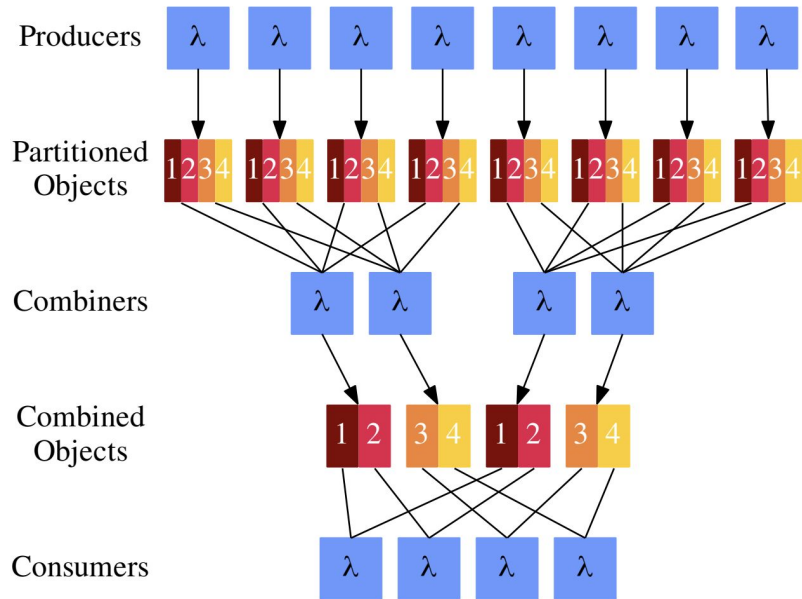 Producers λ λ λ λ λ λ λ λ
Partitioned
Objects
1234 1234 1234 1234 1234 1234 1234 1234
Combiners λ λ λ λ
Combined
Objects
1 2 3 4 1 2 3 4
Consumers λ λ λ λ